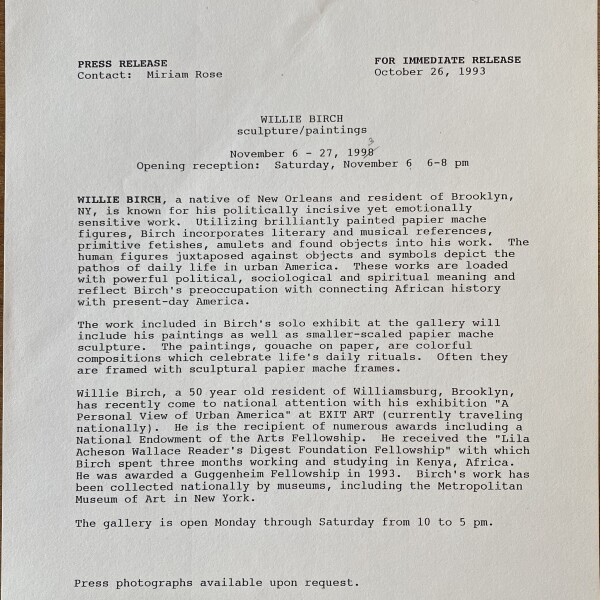 PRESS RELEASE
FOR IMMEDIATE RELEASE
Contact: Miriam Rose
October 26, 1993
WILLIE BIRCH
sculpture/paintings
3
November 6 - 27, 1998
Opening reception: Saturday, November 6 6-8 pm
WILLIE BIRCH, a native of New Orleans and resident of Brooklyn,
NY, is known for his politically incisive yet emotionally
sensitive work. Utilizing brilliantly painted papier mache
figures, Birch incorporates literary and musical references,
primitive fetishes, amulets and found objects into his work. The
human figures juxtaposed against objects and symbols depict the
pathos of daily life in urban America. These works are loaded
with powerful political, sociological and spiritual meaning and
reflect Birch's preoccupation with connecting African history
with present-day America.
The work included in Birch's solo exhibit at the gallery will
include his paintings as well as smaller-scaled papier mache
sculpture. The paintings, gouache on paper, are colorful
compositions which celebrate life's daily rituals. Often they
are framed with sculptural papier mache frames.
Willie Birch, a 50 year old resident of Williamsburg, Brooklyn,
has recently come to national attention with his exhibition "A
Personal View of Urban America" at EXIT ART (currently traveling
nationally). He is the recipient of numerous awards including a
National Endowment of the Arts Fellowship. He received the "Lila
Acheson Wallace Reader's Digest Foundation Fellowship" with which
Birch spent three months working and studying in Kenya, Africa.
He was awarded a Guggenheim Fellowship in 1993. Birch's work has
been collected nationally by museums, including the Metropolitan
Museum of Art in New York.
The gallery is open Monday through Saturday from 10 to 5 pm.
Press photographs available upon request.